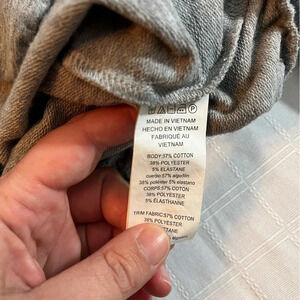 MADE IN VIETNAM
HECHO EN VIETNAM
FABRIQUÉ AU
VIETNAM
BODY:57% COTTON
38% POLYESTER
5% ELASTANE
cuerpo:57% algodón
38% poliéster 5% elastano
CORPS:57% COTON
38% POLYESTER
5% ÉLASTHANNE
TRIM FABRIC:57% COTTON
38% POLYESTER